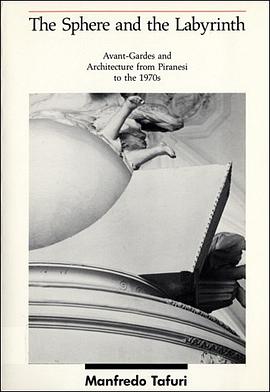 The Sphere and the Labyrinth
Avant-Gardes and
Architecture from Piranesi
to the 1970s
Manfredo Tafuri